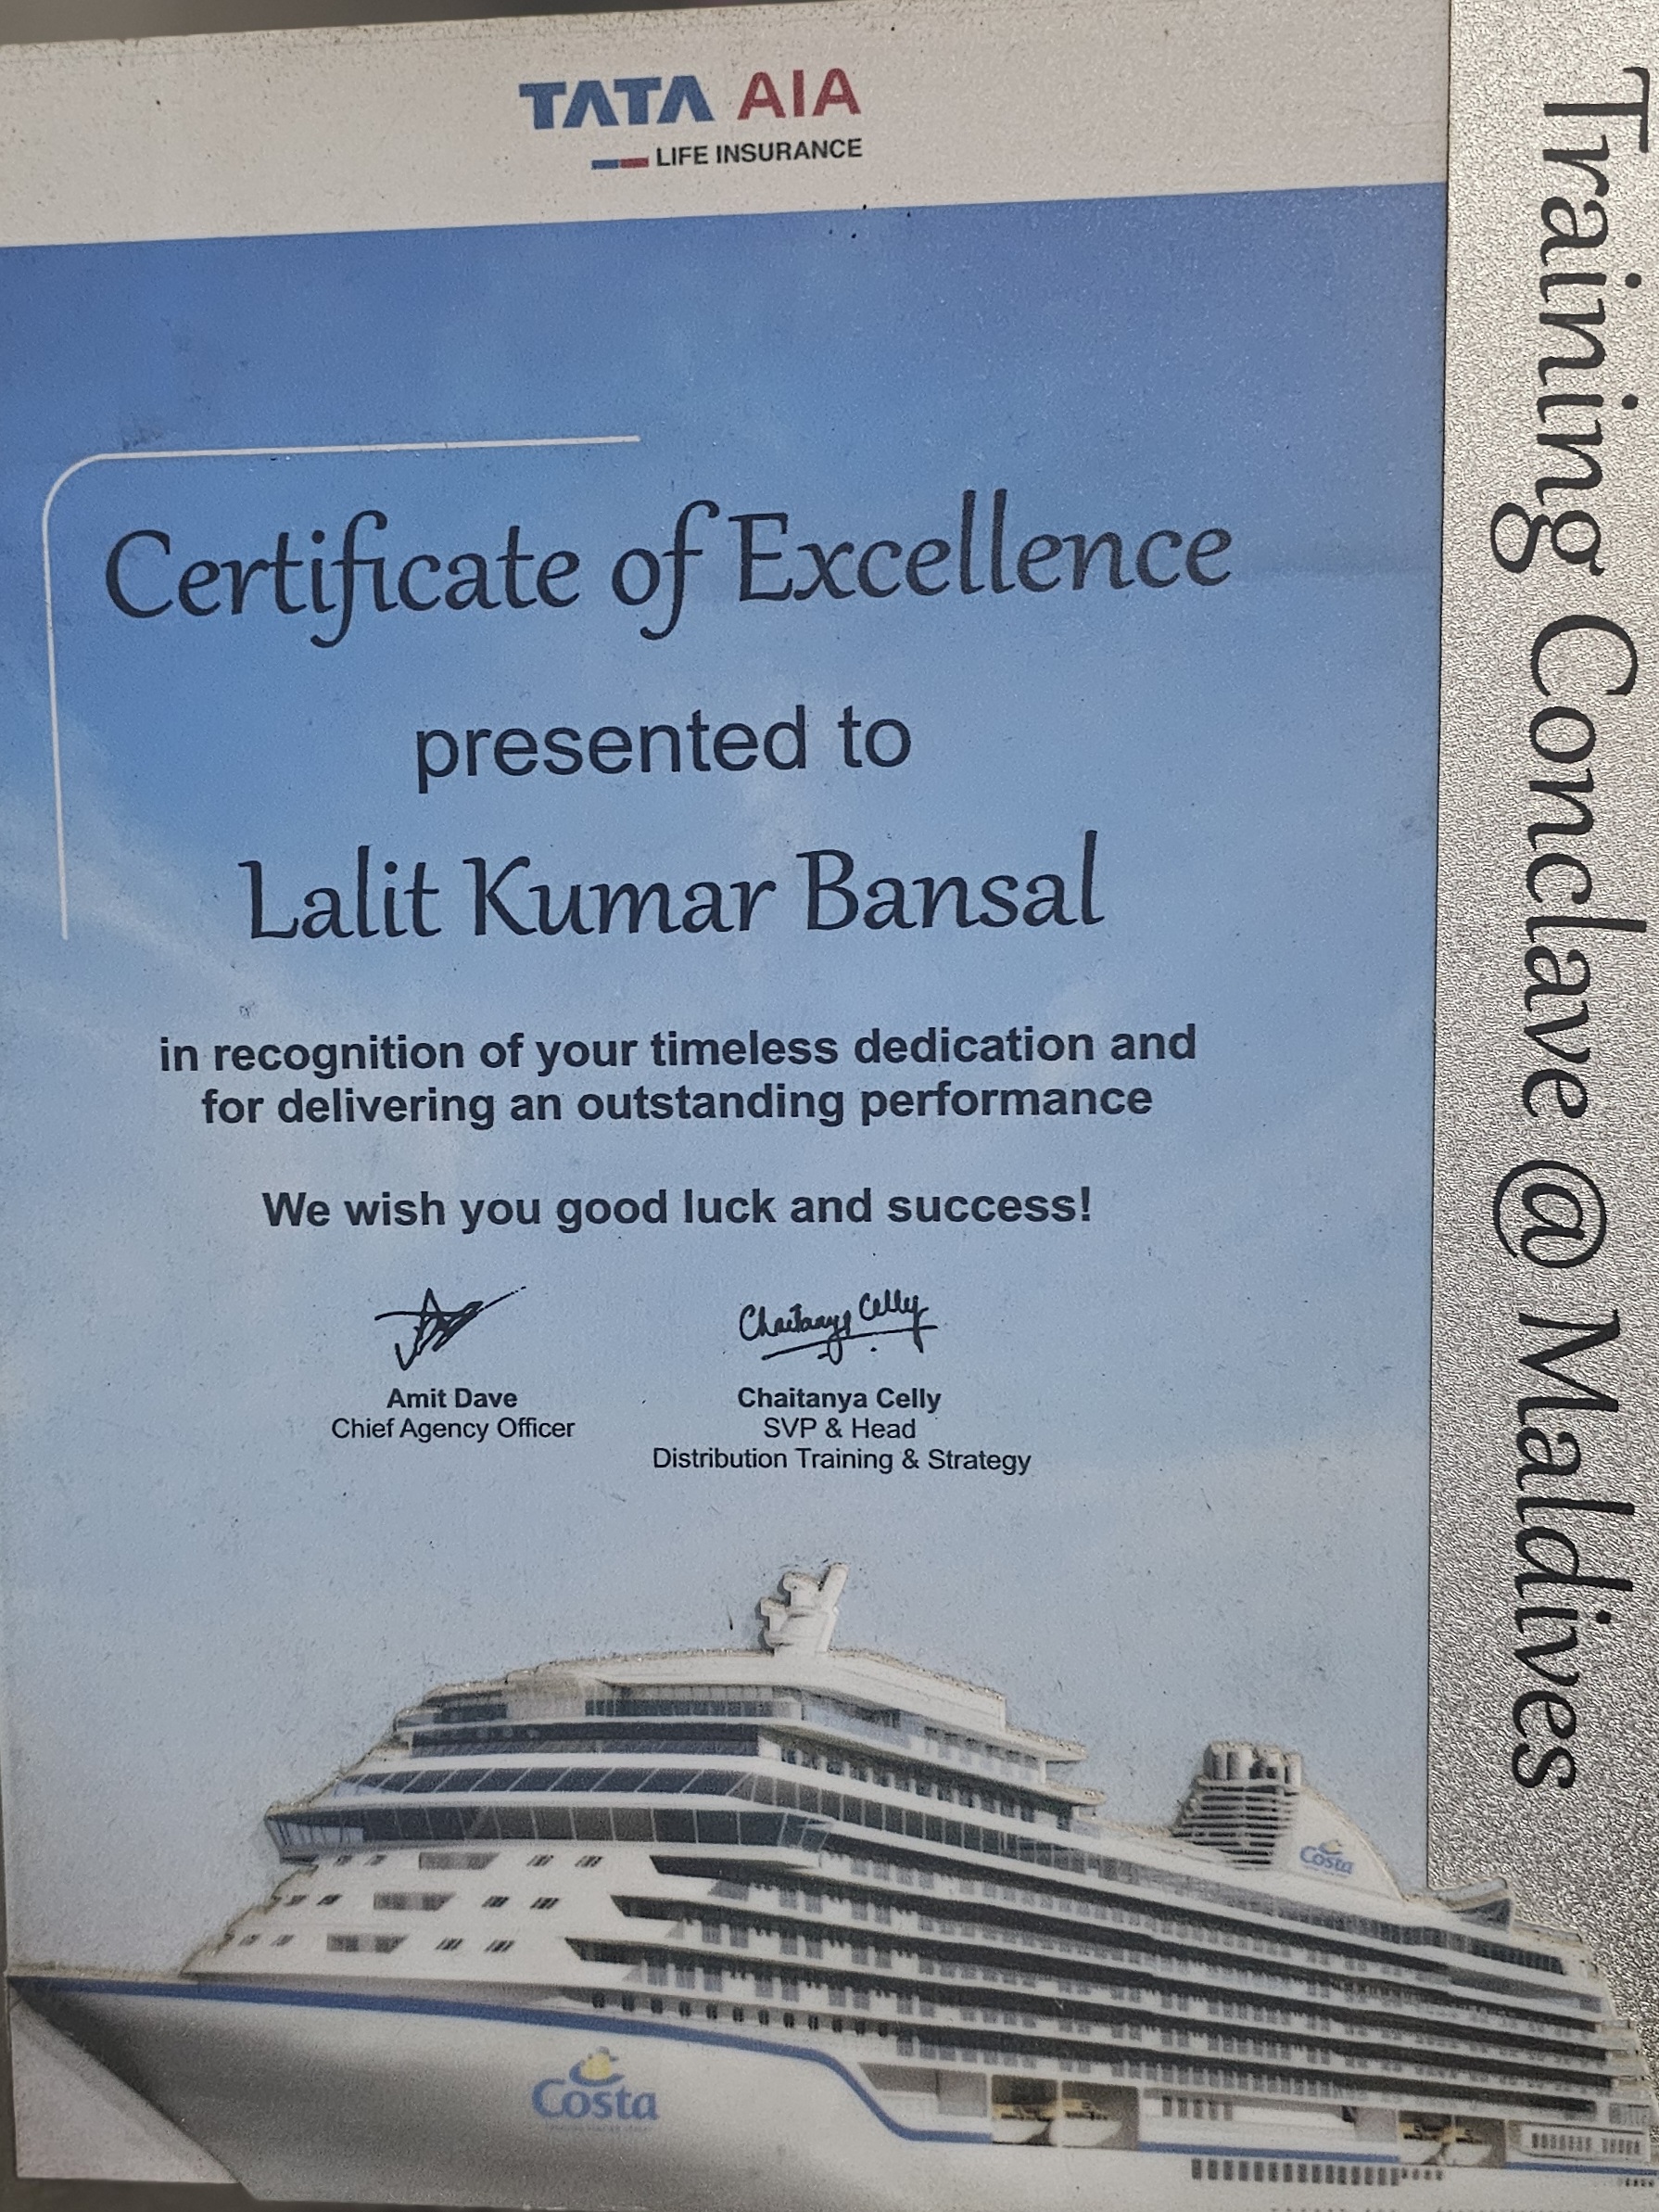 TATA AIA
LIFE INSURANCE
Certificate of Excellence
presented to
Lalit Kumar Bansal
in recognition of your timeless dedication and
for delivering an outstanding performance
We wish you good luck and success!
Chaitanya Celly
Amit Dave
Chief Agency Officer
Chaitanya Celly
SVP & Head
Distribution Training & Strategy
Costa
Costa
Training Conclave @ Maldives